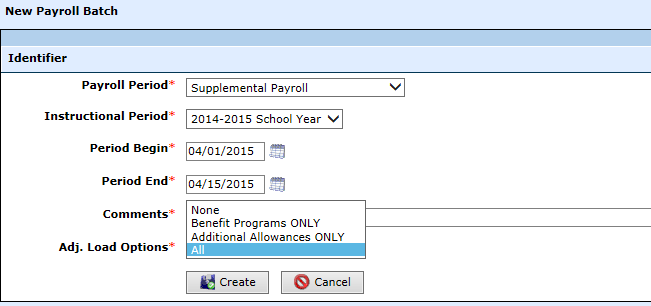 New Payroll Batch
Identifier
Payroll Period* Supplemental Payroll
Instructional Period* 2014-2015 School Year
Period Begin* 04/01/2015
Period End* 04/15/2015
Comments*
None
Benefit Programs ONLY
Additional Allowances ONLY
Adj. Load Options* All
Create Cancel